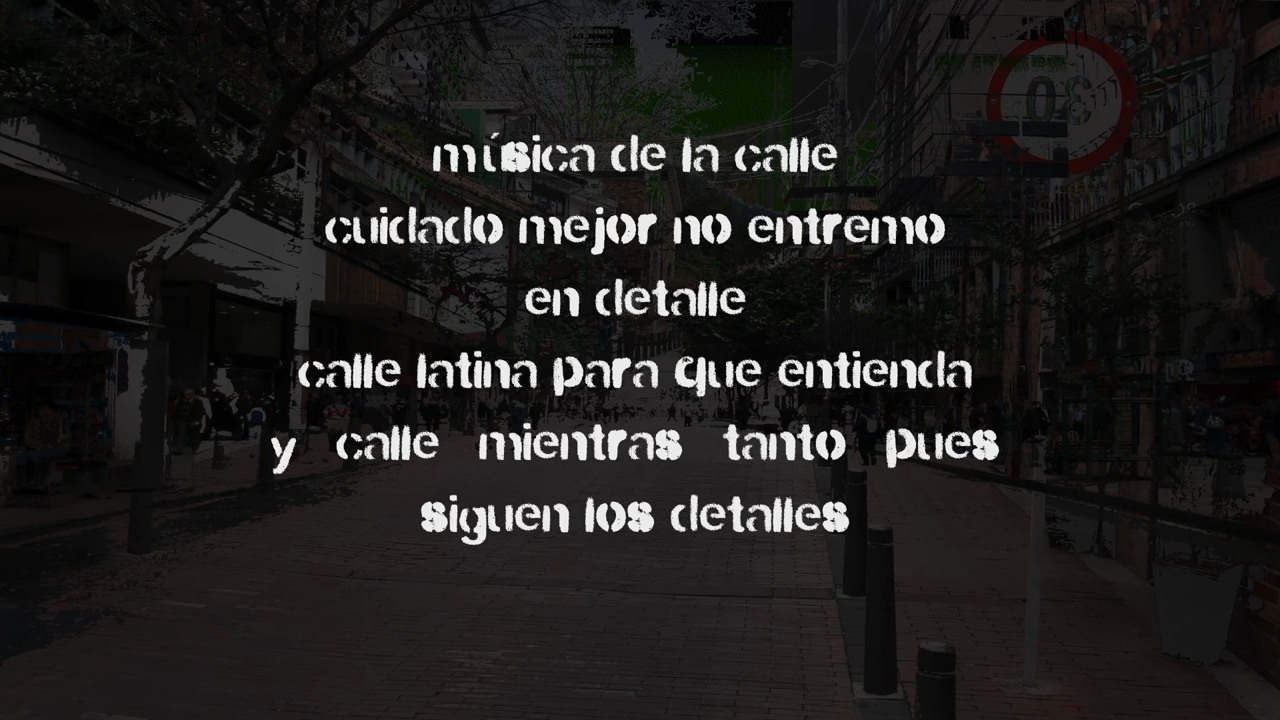 música de la calle
cuidado mejor no entremo
en detalle
calle latina para que entienda
y calle mientras tanto pues
siguen los detalles